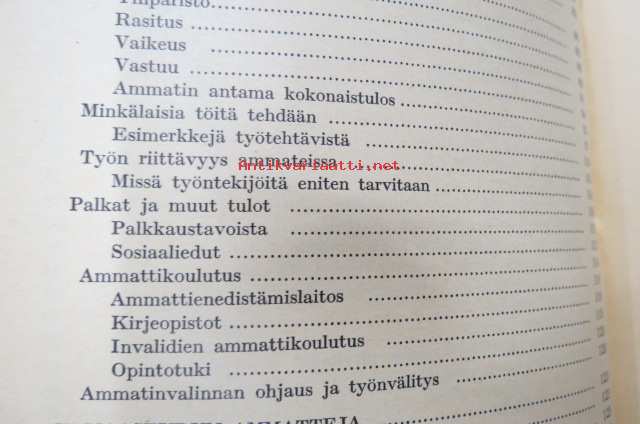 Ympäristö
Rasitus
Vaikeus
Vastuu
Ammatin antama kokonaistulos
Minkälaisia töitä tehdään
Esimerkkejä työtehtävistä
Työn riittävyys ammateissa
Antikvariaatti.net
Missä työntekijöitä eniten tarvitaan
Palkat ja muut tulot
Palkkaustavoista
Sosiaaliedut
Ammattikoulutus
Ammattienedistämislaitos
Kirjeopistot
Invalidien ammattikoulutus
Opintotuki
Ammatinvalinnan ohjaus ja työnvälitys